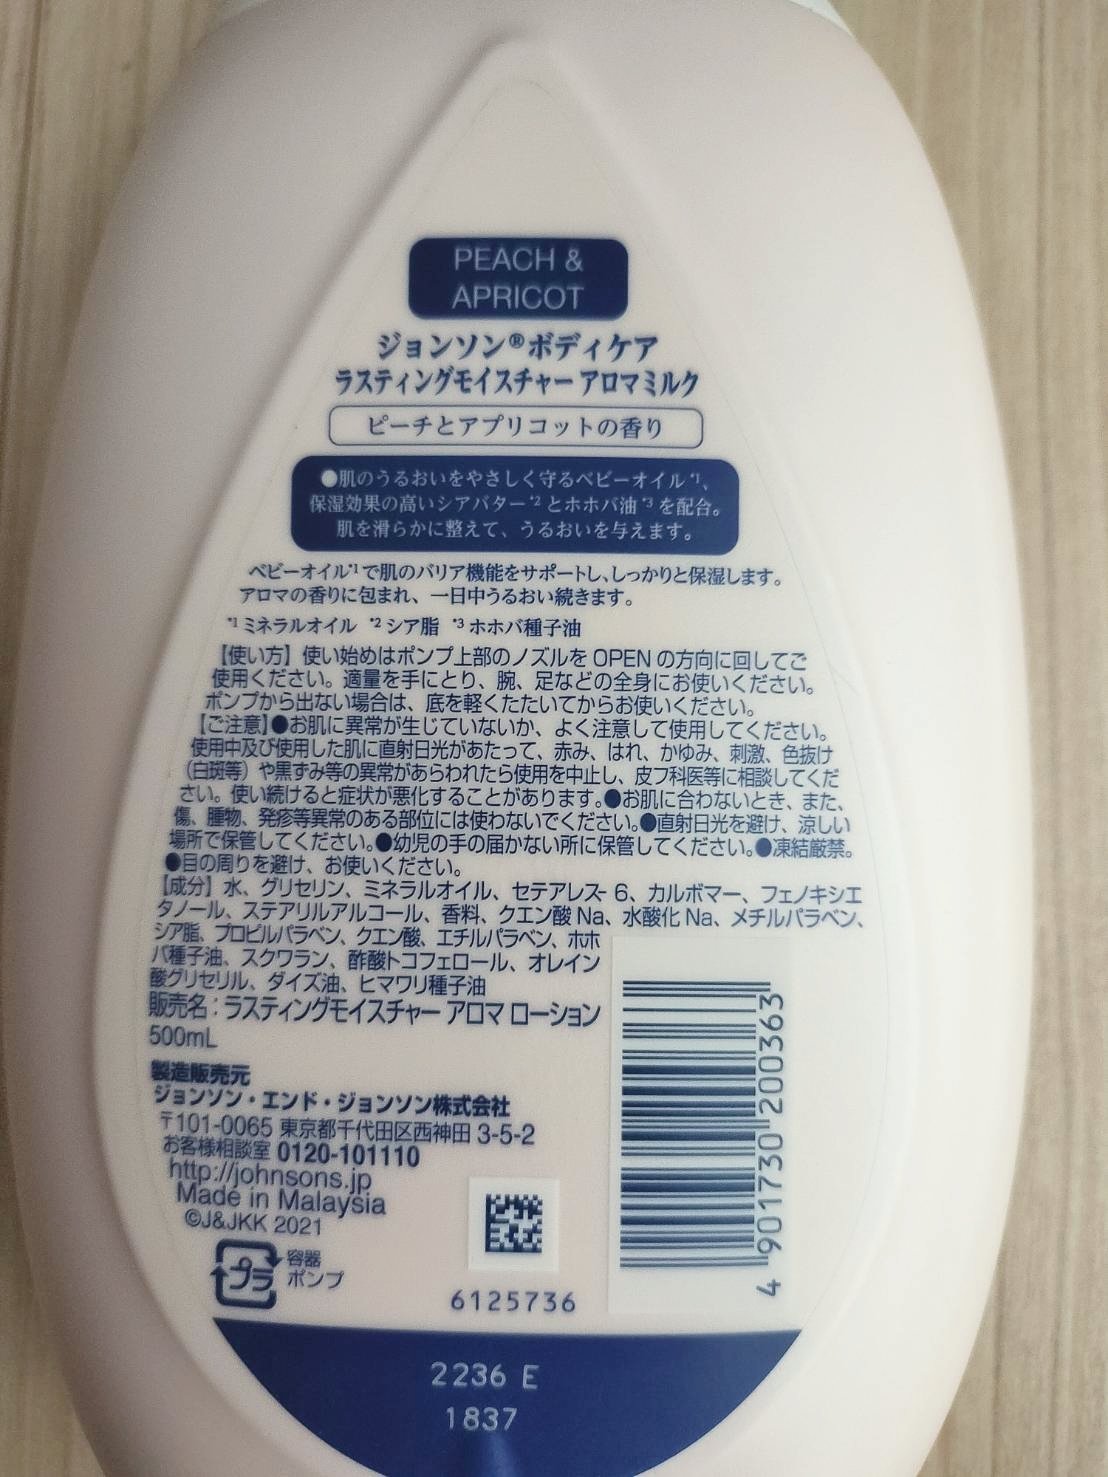 PEACH &
APRICOT
ジョンソン®ボディケア
ラスティングモイスチャー アロマミルク
ピーチとアプリコットの香り
●肌のうるおいをやさしく守るベビーオイル*1、
保湿効果の高いシアバター*2とホホバ油*3を配合。
肌を滑らかに整えて、うるおいを与えます。
ベビーオイル*1で肌のバリア機能をサポートし、しっかりと保湿します。
アロマの香りに包まれ、一日中うるおい続きます。
*1 ミネラルオイル *2 シア脂 *3 ホホバ種子油
【使い方】使い始めはポンプ上部のノズルを OPEN の方向に回してご
使用ください。適量を手にとり、腕、足などの全身にお使いください。
ポンプから出ない場合は、底を軽くたたいてからお使いください。
【ご注意】●お肌に異常が生じていないか、よく注意して使用してください。
使用中及び使用した肌に直射日光があたって、赤み、はれ、かゆみ、刺激、色抜け
（白斑等）や黒ずみ等の異常があらわれたら使用を中止し、皮フ科医等に相談してくだ
さい。使い続けると症状が悪化することがあります。●お肌に合わないとき、また、
傷、腫物、発疹等異常のある部位には使わないでください。●直射日光を避け、涼しい
場所で保管してください。●幼児の手の届かない所に保管してください。●凍結厳禁。
●目の周りを避け、お使いください。
【成分】水、グリセリン、ミネラルオイル、セテアレス- 6、カルボマー、フェノキシエ
タノール、ステアリルアルコール、香料、クエン酸 Na、水酸化 Na、メチルパラベン、
シア脂、プロピルパラベン、クエン酸、エチルパラベン、ホホ
バ種子油、スクワラン、酢酸トコフェロール、オレイン
酸グリセリル、ダイズ油、ヒマワリ種子油
販売名：ラスティングモイスチャー アロマ ローション
500mL
製造販売元
ジョンソン・エンド・ジョンソン株式会社
〒101-0065 東京都千代田区西神田 3-5-2
お客様相談室 0120-101110
http://johnsons.jp
Made in Malaysia
©J&JKK 2021
プラ
容器
ポンプ
6125736
4 901730 200363
2236 E
1837